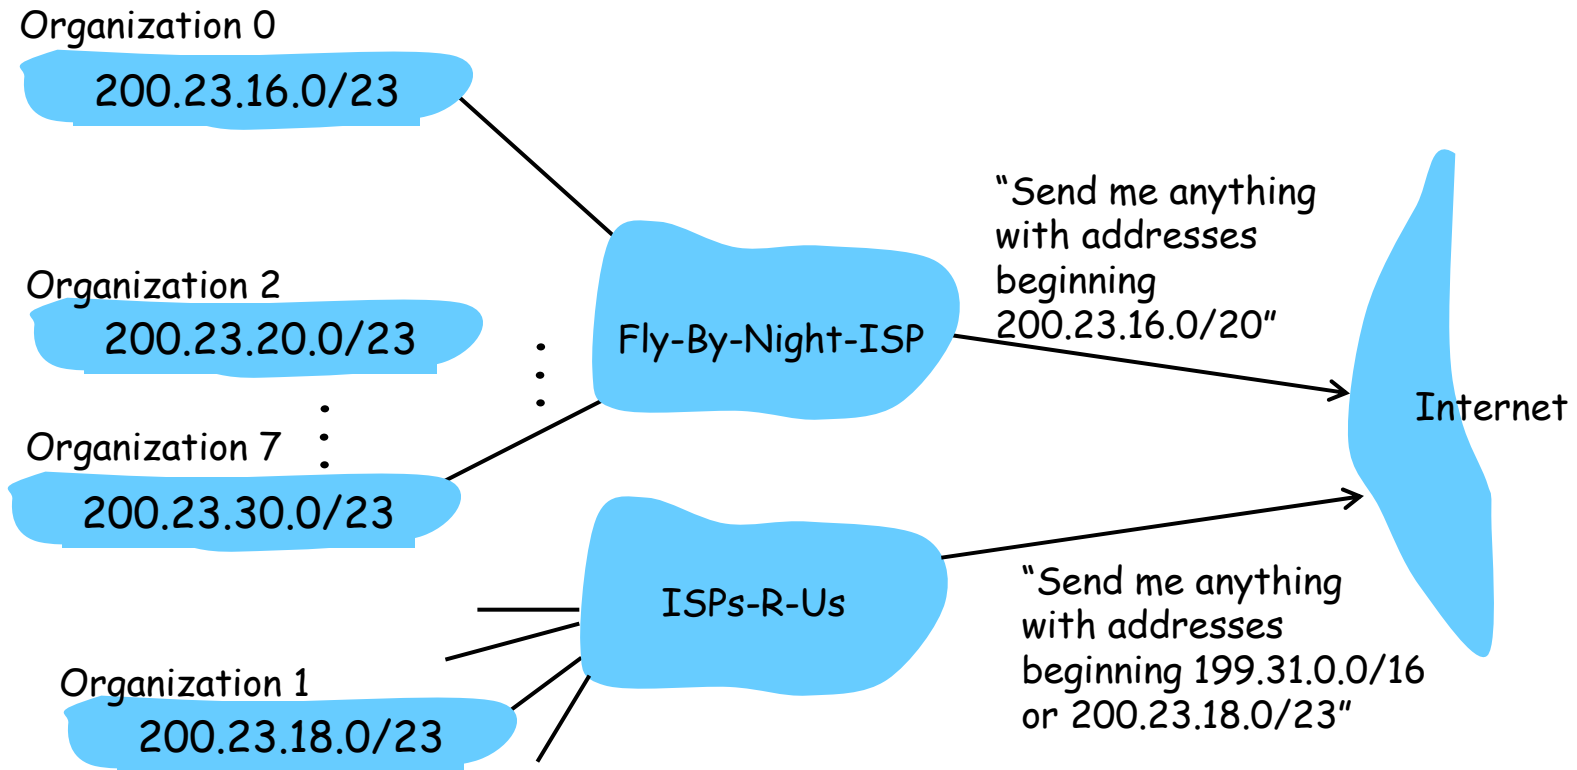 Organization 0
200.23.16.0/23
Organization 2
200.23.20.0/23
Organization 7
200.23.30.0/23
Fly-By-Night-ISP
“Send me anything
with addresses
beginning
200.23.16.0/20”
Internet
ISPs-R-Us
“Send me anything
with addresses
beginning 199.31.0.0/16
or 200.23.18.0/23”
Organization 1
200.23.18.0/23